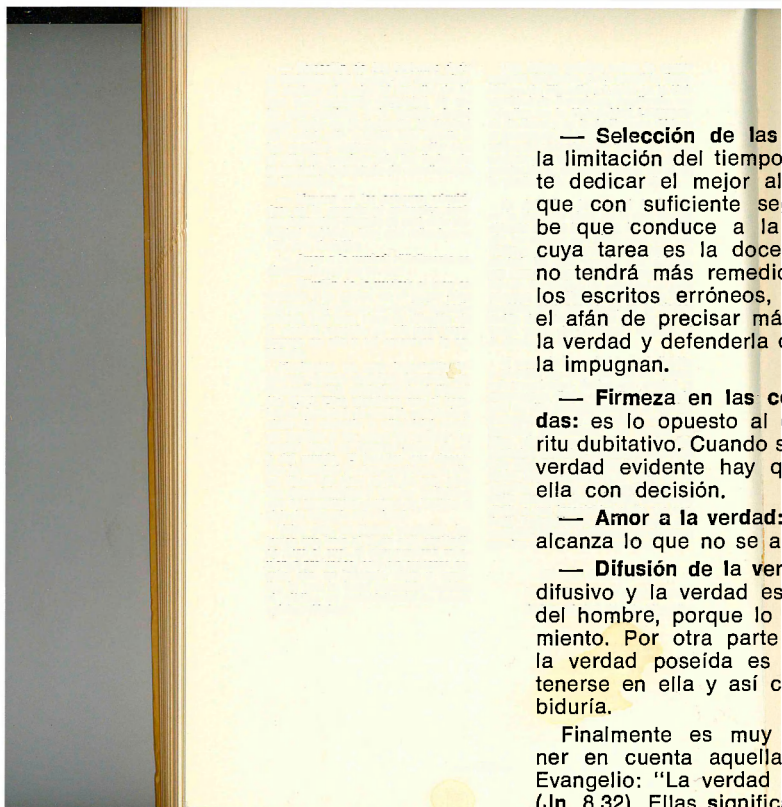 — Selección de las
la limitación del tiempo
te dedicar el mejor al
que con suficiente se
be que conduce a la
cuya tarea es la doce
no tendrá más remedio
los escritos erróneos,
el afán de precisar má
la verdad y defenderla
la impugnan.
— Firmeza en las c
das: es lo opuesto al
ritu dubitativo. Cuando s
verdad evidente hay q
ella con decisión.
— Amor a la verdad:
alcanza lo que no se a
— Difusión de la ver
difusivo y la verdad es
del hombre, porque lo
miento. Por otra parte
la verdad poseída es
tenerse en ella y así c
biduría.
Finalmente es muy
ner en cuenta aquella
Evangelio: "La verdad
(Jn. 8,32). Ellas signific